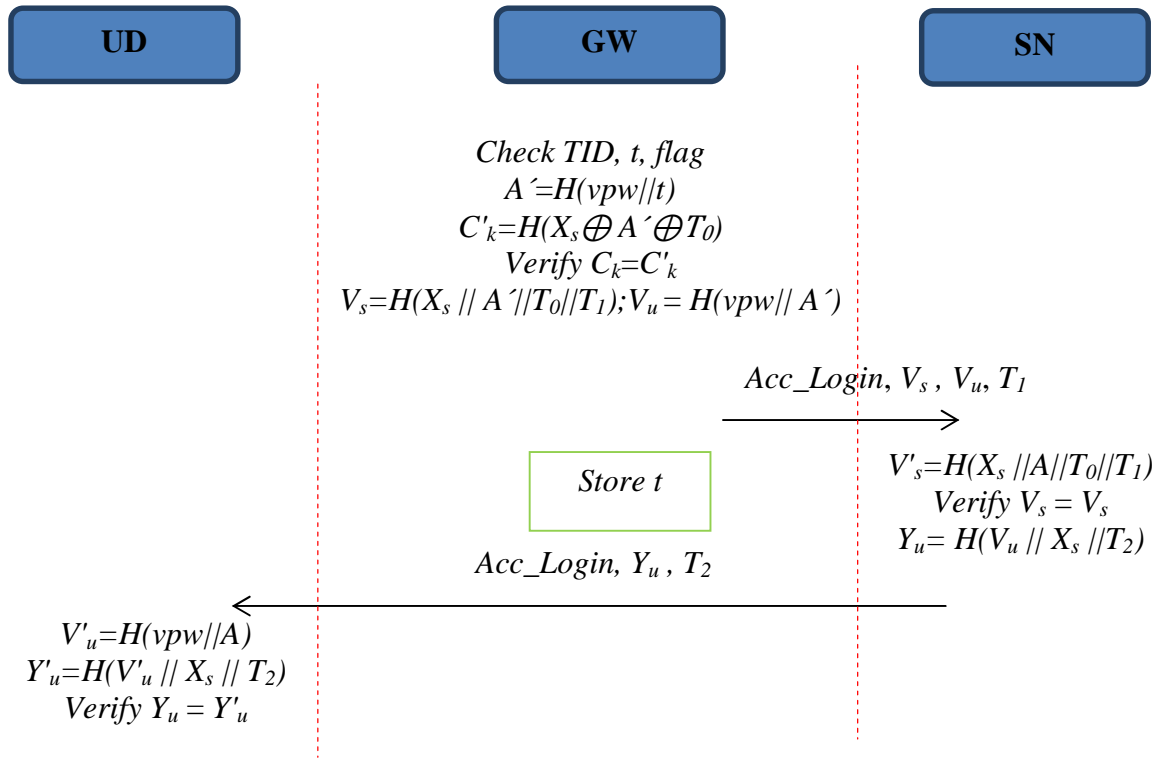 UD
GW
SN
Check TID, t, flag
A´=H(vpw||t)
C'ₖ=H(Xₛ⊕A´⊕T₀)
Verify Cₖ=C'ₖ
Vₛ=H(Xₛ || A´||T₀||T₁);Vᵤ = H(vpw|| A´)
Acc_Login, Vₛ , Vᵤ, T₁
Store t
V'ₛ=H(Xₛ ||A||T₀||T₁)
Verify Vₛ = Vₛ
Yᵤ= H(Vᵤ || Xₛ ||T₂)
Acc_Login, Yᵤ , T₂
V'ᵤ=H(vpw||A)
Y'ᵤ=H(V'ᵤ || Xₛ || T₂)
Verify Yᵤ = Y'ᵤ